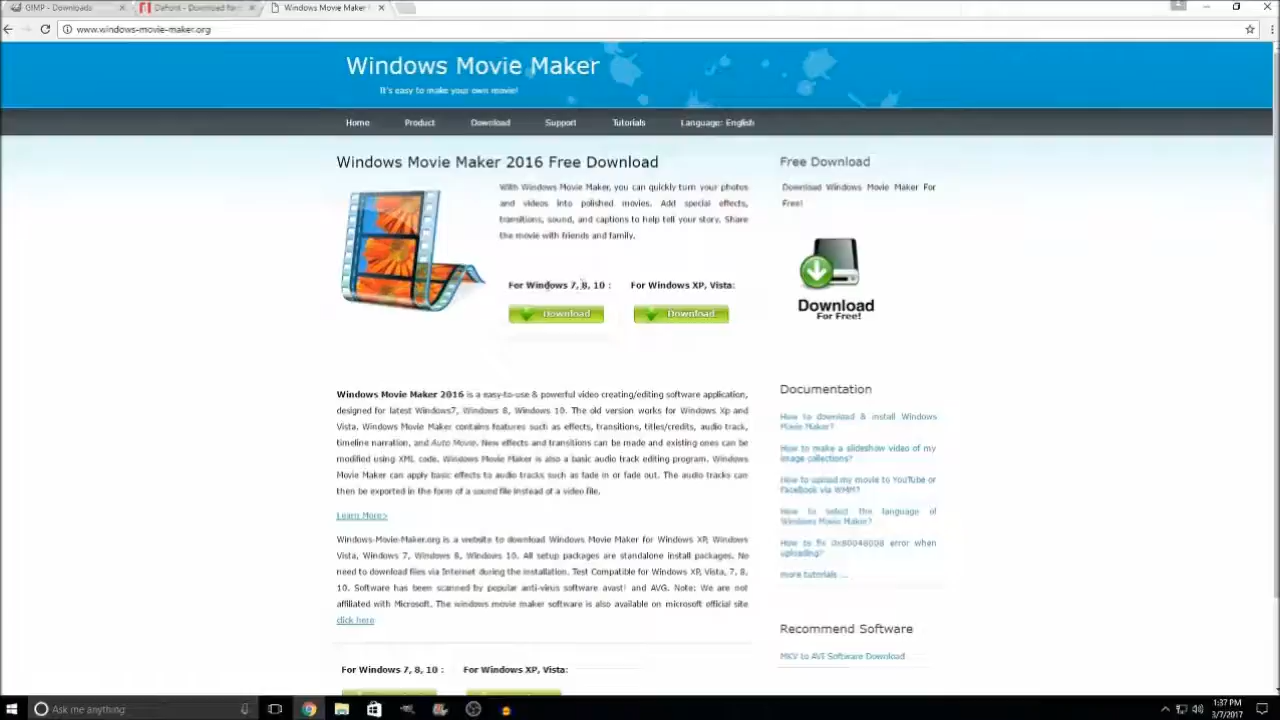 GIMP - Downloads
DaFont - Download fon
Windows Movie Maker
www.windows-movie-maker.org
Windows Movie Maker
It's easy to make your own movie!
Home
Product
Download
Support
Tutorials
Language: English
Windows Movie Maker 2016 Free Download
With Windows Movie Maker, you can quickly turn your photos
and videos into polished movies. Add special effects,
transitions, sound, and captions to help tell your story. Share
the movie with friends and family.
For Windows 7, 8, 10 :
For Windows XP, Vista:
Download
Download
Free Download
Download Windows Movie Maker For
Free!
Download
For Free!
Windows Movie Maker 2016 is a easy-to-use & powerful video creating/editing software application,
designed for latest Windows7, Windows 8, Windows 10. The old version works for Windows Xp and
Vista. Windows Movie Maker contains features such as effects, transitions, titles/credits, audio track,
timeline narration, and Auto Movie. New effects and transitions can be made and existing ones can be
modified using XML code. Windows Movie Maker is also a basic audio track editing program. Windows
Movie Maker can apply basic effects to audio tracks such as fade in or fade out. The audio tracks can
then be exported in the form of a sound file instead of a video file.
Learn More>
Windows-Movie-Maker.org is a website to download Windows Movie Maker for Windows XP, Windows
Vista, Windows 7, Windows 8, Windows 10. All setup packages are standalone install packages. No
need to download files via Internet during the installation. Test Compatible for Windows XP, Vista, 7, 8,
10. Software has been scanned by popular anti-virus software avast! and AVG. Note: We are not
affiliated with Microsoft. The windows movie maker software is also available on microsoft official site
click here
Documentation
How to download & install Windows
Movie Maker?
How to make a slideshow video of my
image collections?
How to upload my movie to YouTube or
FaceBook via WMM?
How to select the language of
Windows Movie Maker?
How to fix 0x80048008 error when
uploading?
more tutorials ...
Recommend Software
MKV to AVI Software Download
For Windows 7, 8, 10 :
For Windows XP, Vista:
Ask me anything
1:37 PM
3/7/2017